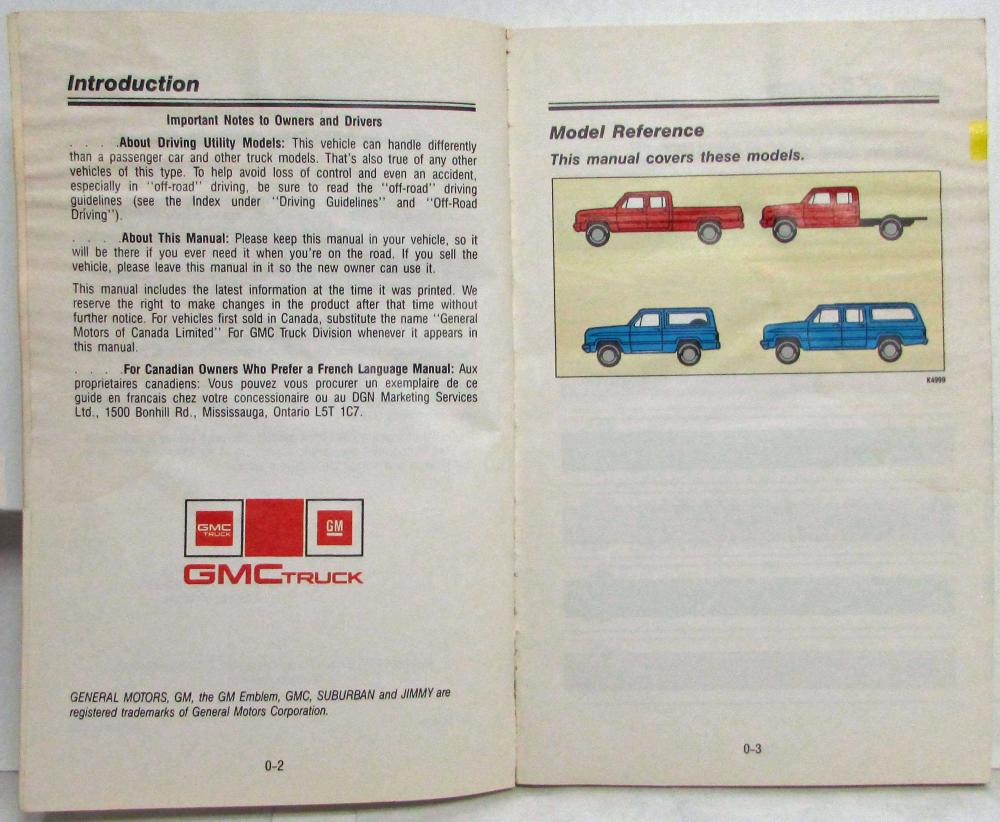 Introduction
Important Notes to Owners and Drivers
. . . .About Driving Utility Models: This vehicle can handle differently
than a passenger car and other truck models. That's also true of any other
vehicles of this type. To help avoid loss of control and even an accident,
especially in "off-road" driving, be sure to read the "off-road" driving
guidelines (see the Index under "Driving Guidelines" and "Off-Road
Driving").
. . . .About This Manual: Please keep this manual in your vehicle, so it
will be there if you ever need it when you're on the road. If you sell the
vehicle, please leave this manual in it so the new owner can use it.
This manual includes the latest information at the time it was printed. We
reserve the right to make changes in the product after that time without
further notice. For vehicles first sold in Canada, substitute the name "General
Motors of Canada Limited" For GMC Truck Division whenever it appears in
this manual.
. . . .For Canadian Owners Who Prefer a French Language Manual: Aux
proprietaires canadiens: Vous pouvez vous procurer un exemplaire de ce
guide en francais chez votre concessionaire ou au DGN Marketing Services
Ltd., 1500 Bonhill Rd., Mississauga, Ontario L5T 1C7.
GMC
TRUCK
GM
GMC TRUCK
GENERAL MOTORS, GM, the GM Emblem, GMC, SUBURBAN and JIMMY are
registered trademarks of General Motors Corporation.
0-2
Model Reference
This manual covers these models.
K4999
0-3